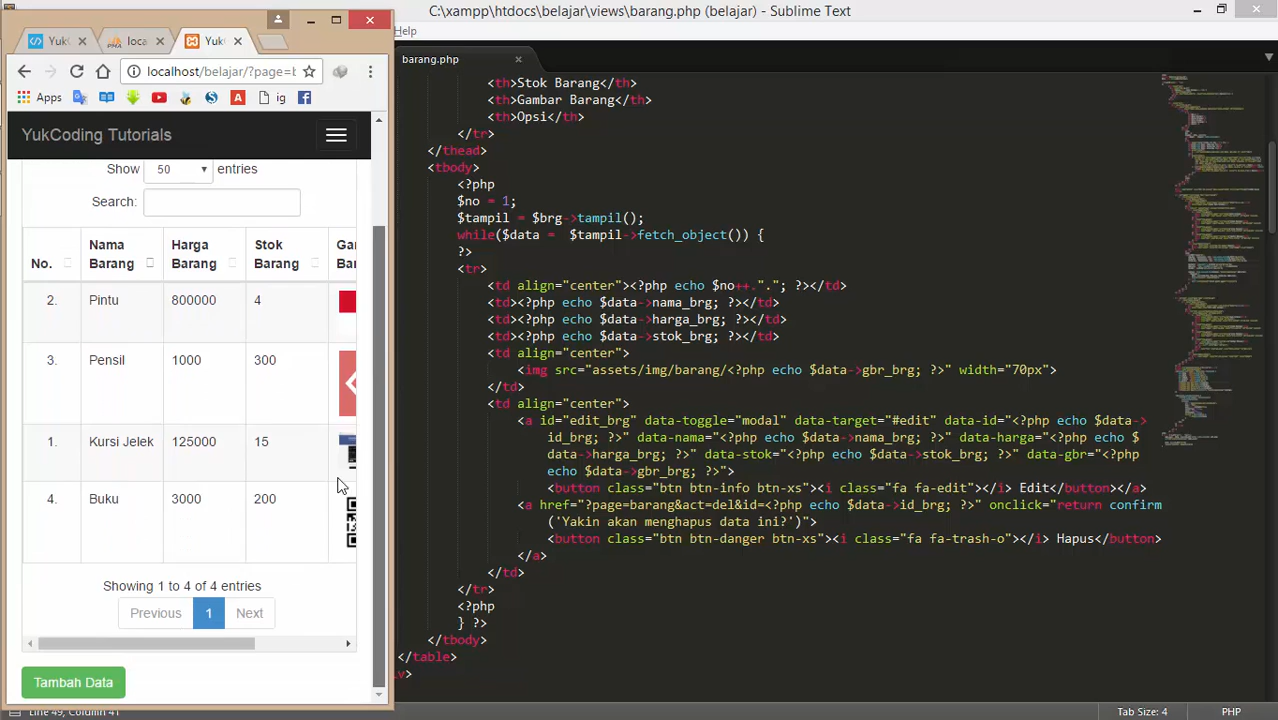 C:\xampp\htdocs\belajar\views\barang.php (belajar) - Sublime Text
Help
YukC
loca
YukC
localhost/belajar/?page=b
Apps
ig
YukCoding Tutorials
Show 50 entries
Search:
No. Nama Barang Harga Barang Stok Barang Gar Bar
2. Pintu 800000 4
3. Pensil 1000 300
1. Kursi Jelek 125000 15
4. Buku 3000 200
Showing 1 to 4 of 4 entries
Previous 1 Next
Tambah Data
barang.php
<th>Stok Barang</th>
<th>Gambar Barang</th>
<th>Opsi</th>
</tr>
</thead>
<tbody>
<?php
$no = 1;
$tampil = $brg->tampil();
while($data =  $tampil->fetch_object()) {
?>
<tr>
<td align="center"><?php echo $no++."."; ?></td>
<td><?php echo $data->nama_brg; ?></td>
<td><?php echo $data->harga_brg; ?></td>
<td><?php echo $data->stok_brg; ?></td>
<td align="center">
<img src="assets/img/barang/<?php echo $data->gbr_brg; ?>" width="70px">
</td>
<td align="center">
<a id="edit_brg" data-toggle="modal" data-target="#edit" data-id="<?php echo $data->
id_brg; ?>" data-nama="<?php echo $data->nama_brg; ?>" data-harga="<?php echo $
data->harga_brg; ?>" data-stok="<?php echo $data->stok_brg; ?>" data-gbr="<?php
echo $data->gbr_brg; ?>">
<button class="btn btn-info btn-xs"><i class="fa fa-edit"></i> Edit</button></a>
<a href="?page=barang&act=del&id=<?php echo $data->id_brg; ?>" onclick="return confirm
('Yakin akan menghapus data ini?')">
<button class="btn btn-danger btn-xs"><i class="fa fa-trash-o"></i> Hapus</button>
</a>
</td>
</tr>
<?php
} ?>
</tbody>
</table>
iv>
Line 49, Column 41
Tab Size: 4
PHP